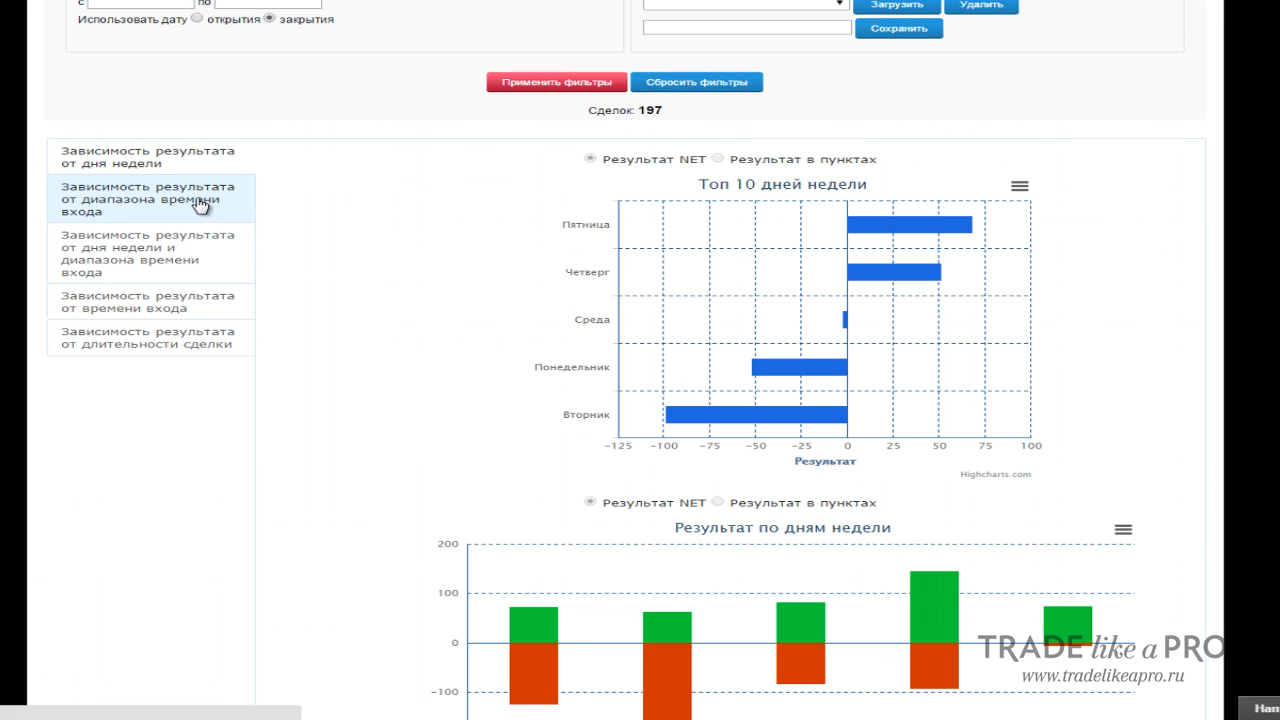 с по
Загрузить Удалить
Использовать дату открытия закрытия
Сохранить
Применить фильтры Сбросить фильтры
Сделок: 197
Зависимость результата
от дня недели
Зависимость результата
от диапазона времени
входа
Зависимость результата
от дня недели и
диапазона времени
входа
Зависимость результата
от времени входа
Зависимость результата
от длительности сделки
Результат NET Результат в пунктах
Топ 10 дней недели
Пятница
Четверг
Среда
Понедельник
Вторник
-125 -100 -75 -50 -25 0 25 50 75 100
Результат
Highcharts.com
Результат NET Результат в пунктах
Результат по дням недели
200
100
0
-100
TRADE like a PRO
www.tradelikeapro.ru